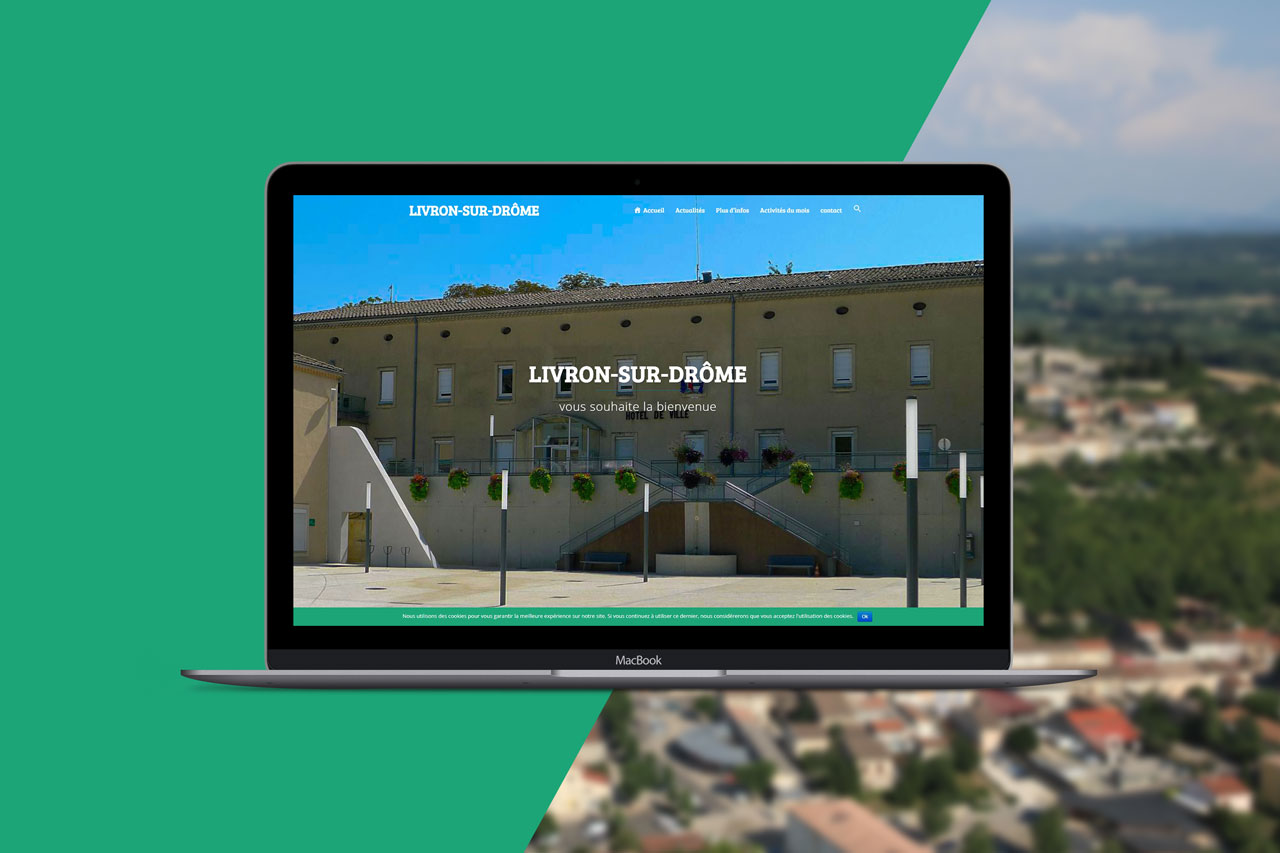 LIVRON-SUR-DRÔME
Accueil Actualités Plus d'infos Activités du mois contact
LIVRON-SUR-DRÔME
vous souhaite la bienvenue
HOTEL DE VILLE
Nous utilisons des cookies pour vous garantir la meilleure expérience sur notre site. Si vous continuez à utiliser ce dernier, nous considérerons que vous acceptez l'utilisation des cookies. Ok
MacBook